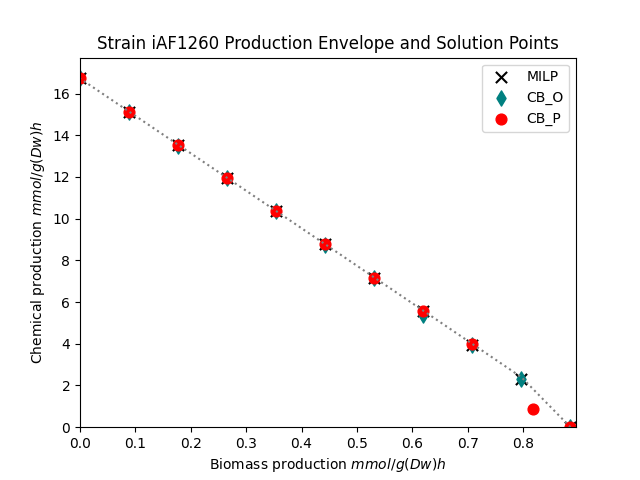 Strain iAF1260 Production Envelope and Solution Points
MILP
CB_O
CB_P
Chemical production mmol/g(Dw)h
16
14
12
10
8
6
4
2
0
0.0 0.1 0.2 0.3 0.4 0.5 0.6 0.7 0.8
Biomass production mmol/g(Dw)h